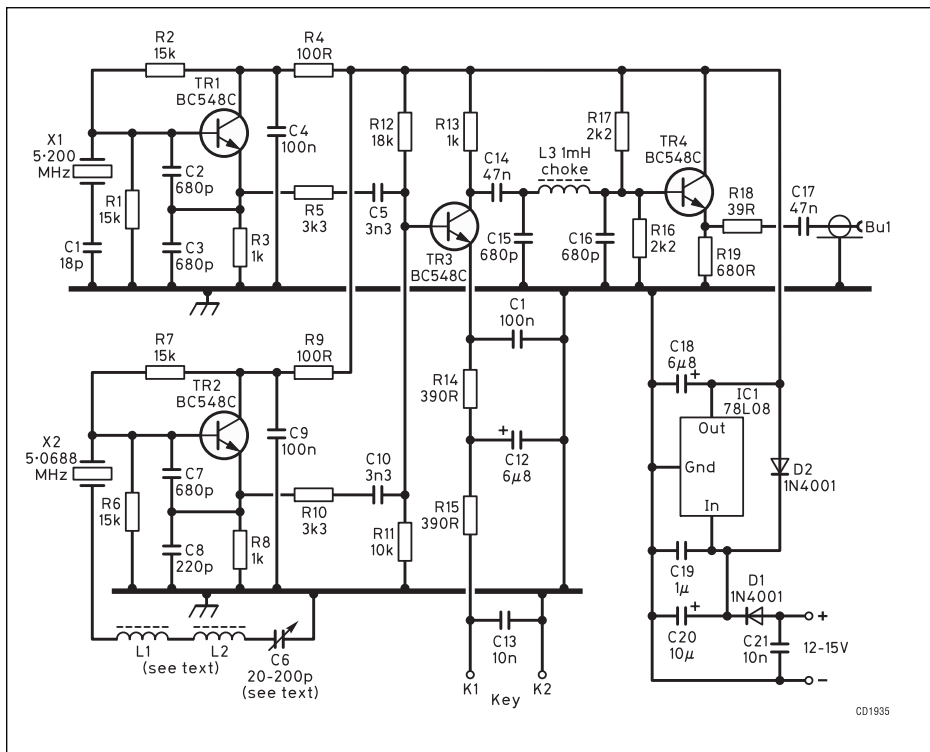 R2
15k
R4
100R
TR1
BC548C
X1
5·200
MHz
R1
15k
C1
18p
C2
680p
C3
680p
R3
1k
C4
100n
R5
3k3
C5
3n3
R12
18k
R13
1k
TR3
BC548C
C14
47n
L3 1mH
choke
C15
680p
C16
680p
R17
2k2
R16
2k2
TR4
BC548C
R18
39R
R19
680R
C17
47n
Bu1
R7
15k
R9
100R
TR2
BC548C
X2
5·0688
MHz
R6
15k
C7
680p
C8
220p
R8
1k
C9
100n
R10
3k3
C10
3n3
R11
10k
C1
100n
R14
390R
C12
+
6µ8
R15
390R
C13
10n
K1
K2
Key
L1
(see text)
L2
C6
20-200p
(see text)
C18
6µ8
+
IC1
78L08
Out
Gnd
In
D2
1N4001
C19
1µ
D1
1N4001
C20
10µ
+
C21
10n
+
12-15V
−
CD1935